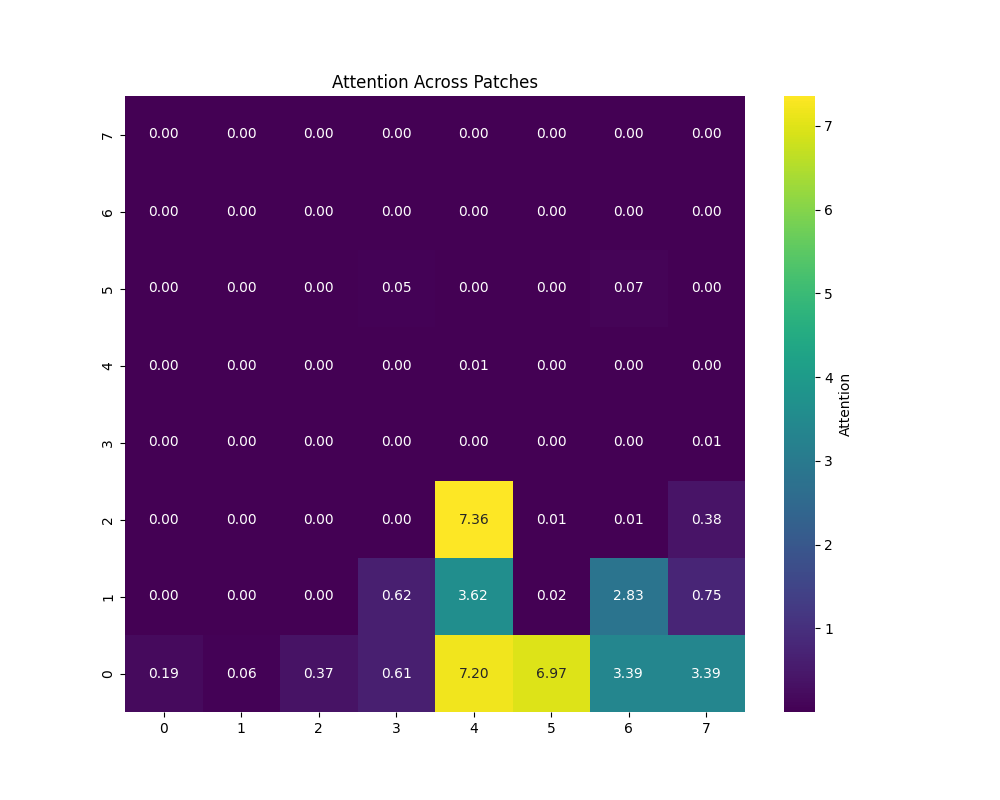 Attention Across Patches
7 0.00 0.00 0.00 0.00 0.00 0.00 0.00 0.00
6 0.00 0.00 0.00 0.00 0.00 0.00 0.00 0.00
5 0.00 0.00 0.00 0.05 0.00 0.00 0.07 0.00
4 0.00 0.00 0.00 0.00 0.01 0.00 0.00 0.00
3 0.00 0.00 0.00 0.00 0.00 0.00 0.00 0.01
2 0.00 0.00 0.00 0.00 7.36 0.01 0.01 0.38
1 0.00 0.00 0.00 0.62 3.62 0.02 2.83 0.75
0 0.19 0.06 0.37 0.61 7.20 6.97 3.39 3.39
0 1 2 3 4 5 6 7
7
6
5
4
3
2
1
Attention